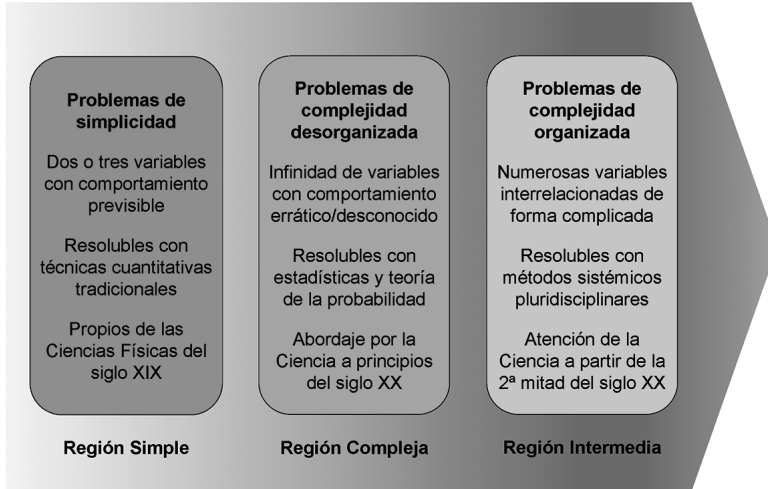 Problemas de
simplicidad
Dos o tres variables
con comportamiento
previsible
Resolubles con
técnicas cuantitativas
tradicionales
Propios de las
Ciencias Físicas del
siglo XIX
Región Simple
Problemas de
complejidad
desorganizada
Infinidad de variables
con comportamiento
errático/desconocido
Resolubles con
estadísticas y teoría
de la probabilidad
Abordaje por la
Ciencia a principios
del siglo XX
Región Compleja
Problemas de
complejidad
organizada
Numerosas variables
interrelacionadas de
forma complicada
Resolubles con
métodos sistémicos
pluridisciplinares
Atención de la
Ciencia a partir de la
2ª mitad del siglo XX
Región Intermedia